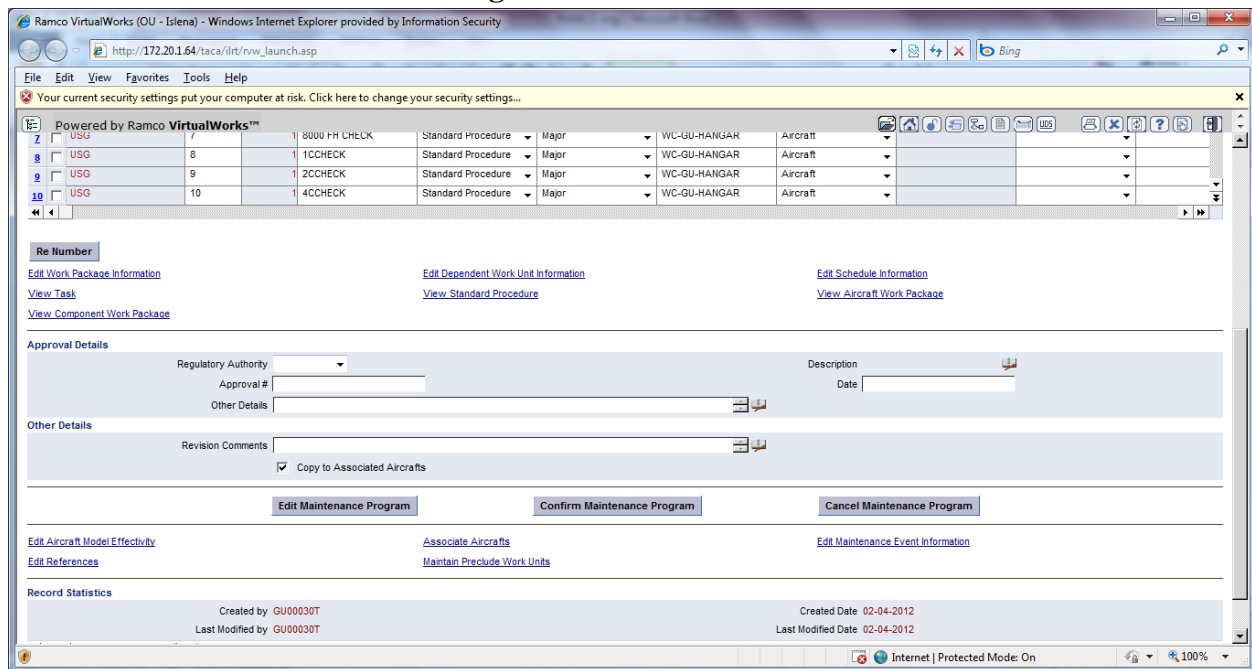 Ramco VirtualWorks (OU - Islena) - Windows Internet Explorer provided by Information Security
http://172.20.1.64/taca/ilrt/rvw_launch.asp
Bing
File Edit View Favorites Tools Help
Your current security settings put your computer at risk. Click here to change your security settings...
Powered by Ramco VirtualWorks™
UDS
7 USG 7 1 8000 FH CHECK Standard Procedure Major WC-GU-HANGAR Aircraft
8 USG 8 1 1CCHECK Standard Procedure Major WC-GU-HANGAR Aircraft
9 USG 9 1 2CCHECK Standard Procedure Major WC-GU-HANGAR Aircraft
10 USG 10 1 4CCHECK Standard Procedure Major WC-GU-HANGAR Aircraft
Re Number
Edit Work Package Information Edit Dependent Work Unit Information Edit Schedule Information
View Task View Standard Procedure View Aircraft Work Package
View Component Work Package
Approval Details
Regulatory Authority Description
Approval # Date
Other Details
Other Details
Revision Comments
Copy to Associated Aircrafts
Edit Maintenance Program Confirm Maintenance Program Cancel Maintenance Program
Edit Aircraft Model Effectivity Associate Aircrafts Edit Maintenance Event Information
Edit References Maintain Preclude Work Units
Record Statistics
Created by GU00030T Created Date 02-04-2012
Last Modified by GU00030T Last Modified Date 02-04-2012
Internet | Protected Mode: On 100%